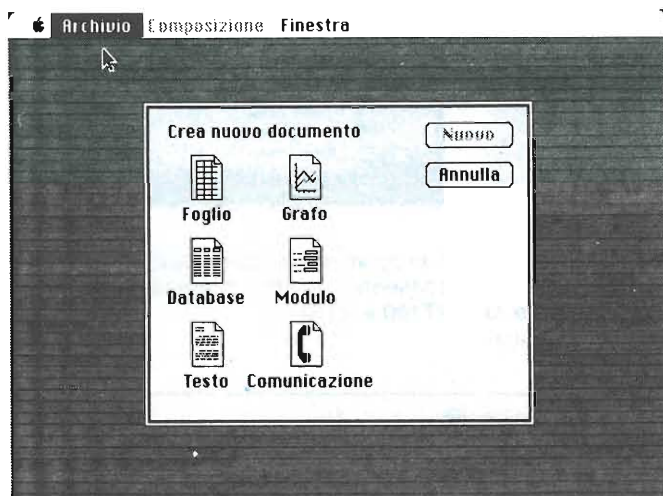 Archivio Composizione Finestra
Crea nuovo documento
Nuovo
Annulla
Foglio Grafo
Database Modulo
Testo Comunicazione